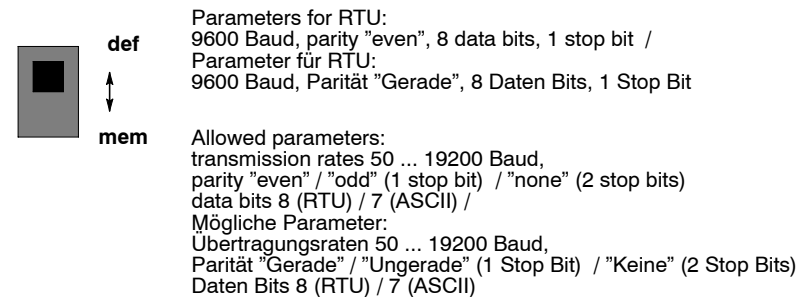 Parameters for RTU:
def
9600 Baud, parity ”even”, 8 data bits, 1 stop bit /
Parameter für RTU:
9600 Baud, Parität ”Gerade”, 8 Daten Bits, 1 Stop Bit
mem
Allowed parameters:
transmission rates 50 ... 19200 Baud,
parity ”even” / ”odd” (1 stop bit) / ”none” (2 stop bits)
data bits 8 (RTU) / 7 (ASCII) /
Mögliche Parameter:
Übertragungsraten 50 ... 19200 Baud,
Parität ”Gerade” / ”Ungerade” (1 Stop Bit) / ”Keine” (2 Stop Bits)
Daten Bits 8 (RTU) / 7 (ASCII)